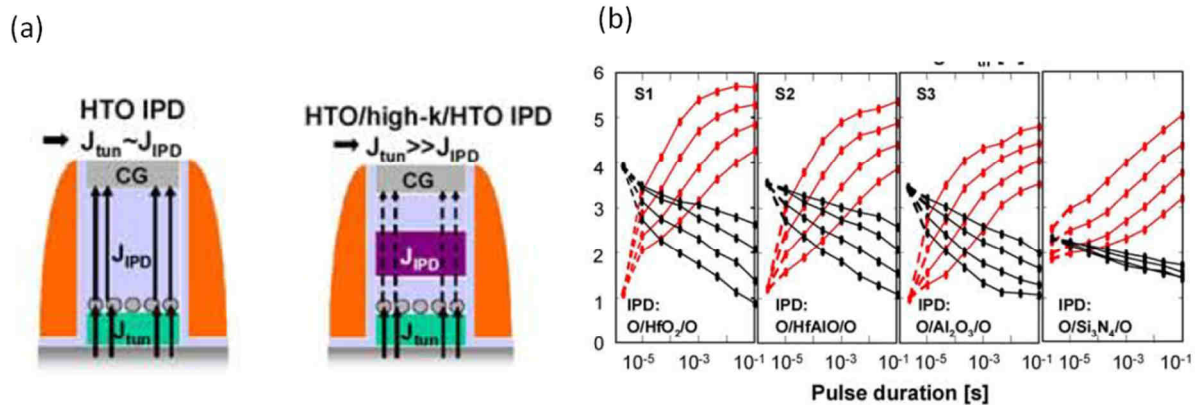 (a)
HTO IPD
➡ J_tun~J_IPD
CG
J_IPD
J_tun
HTO/high-k/HTO IPD
➡ J_tun>>J_IPD
J_IPD
J_tun
(b)
6
5
4
3
2
1
0
S1
IPD:
O/HfO₂/O
S2
IPD:
O/HfAlO/O
S3
IPD:
O/Al₂O₃/O
IPD:
O/Si₃N₄/O
10⁻⁵ 10⁻³ 10⁻¹ 10⁻⁵ 10⁻³ 10⁻¹ 10⁻⁵ 10⁻³ 10⁻¹ 10⁻⁵ 10⁻³ 10⁻¹
Pulse duration [s]